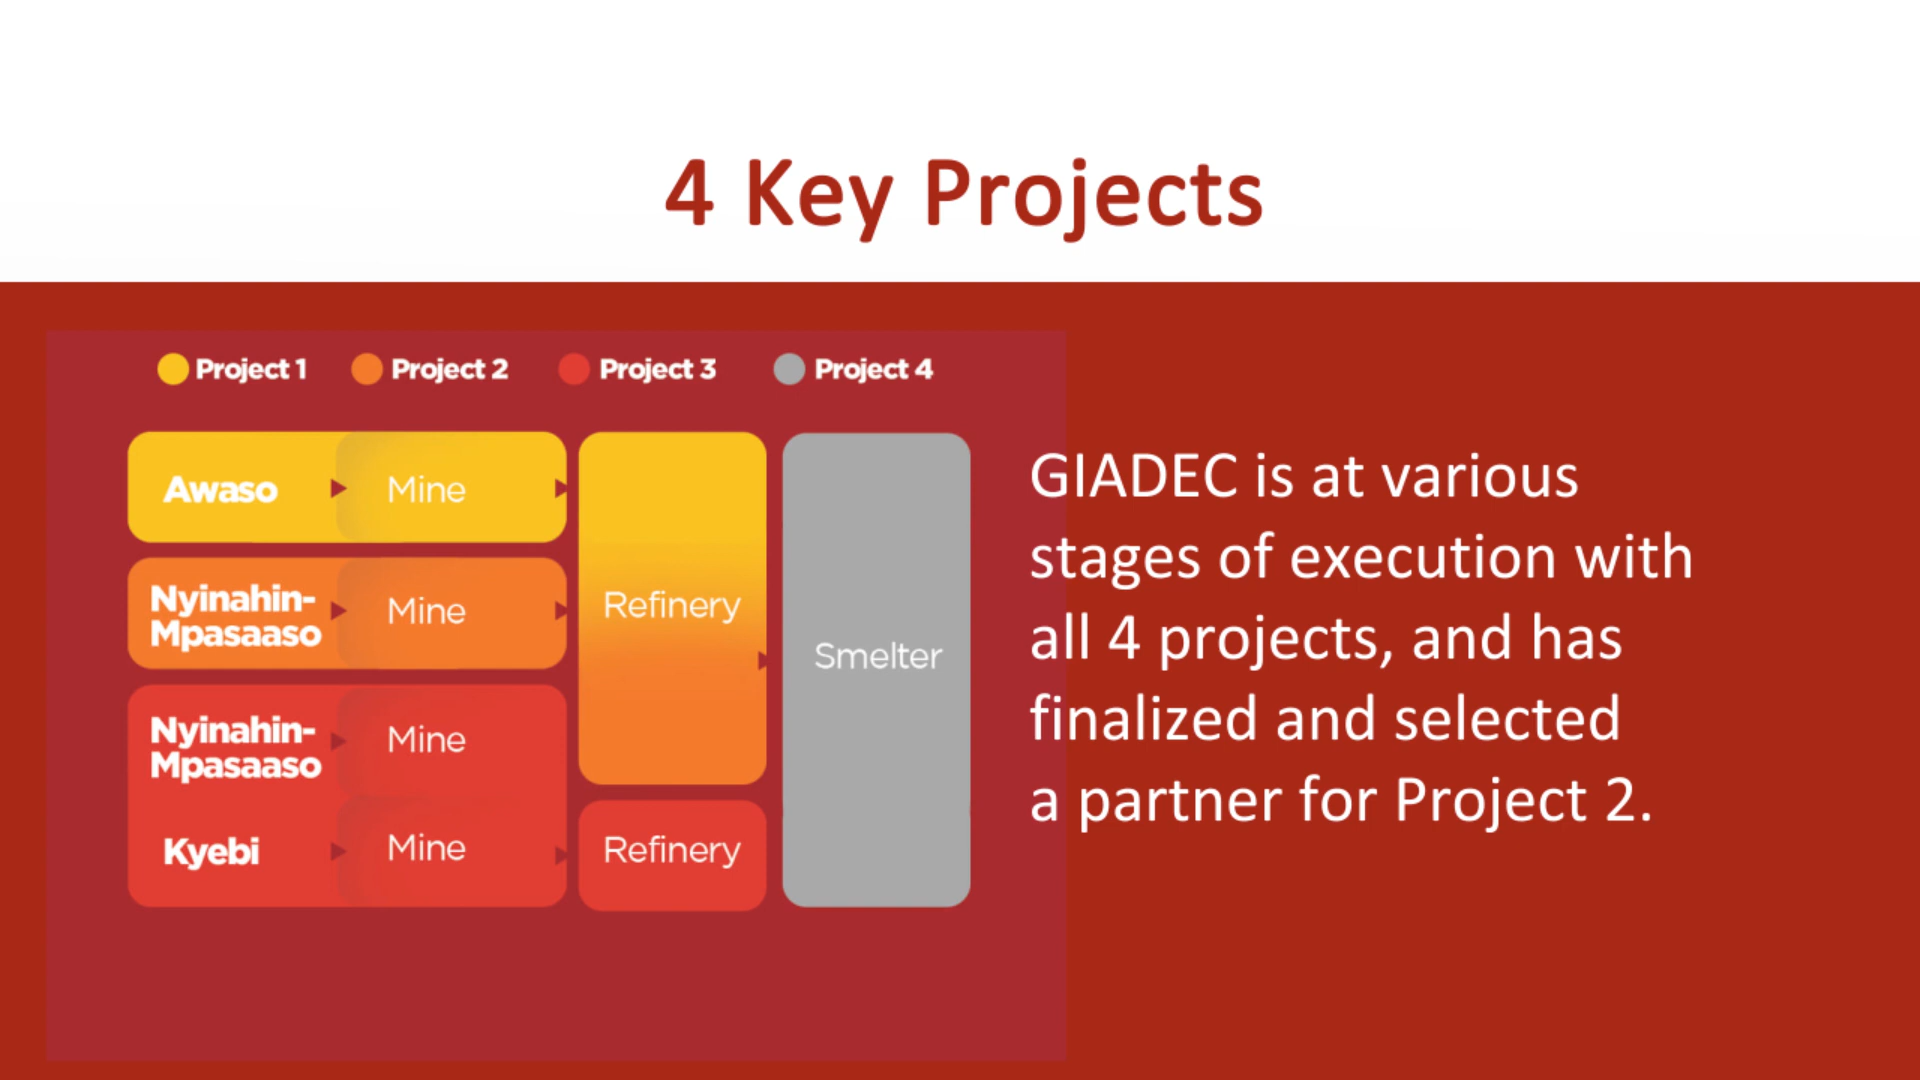 4 Key Projects
Project 1
Project 2
Project 3
Project 4
Awaso
Mine
Nyinahin-
Mpasaaso
Mine
Nyinahin-
Mpasaaso
Mine
Kyebi
Mine
Refinery
Refinery
Smelter
GIADEC is at various
stages of execution with
all 4 projects, and has
finalized and selected
a partner for Project 2.